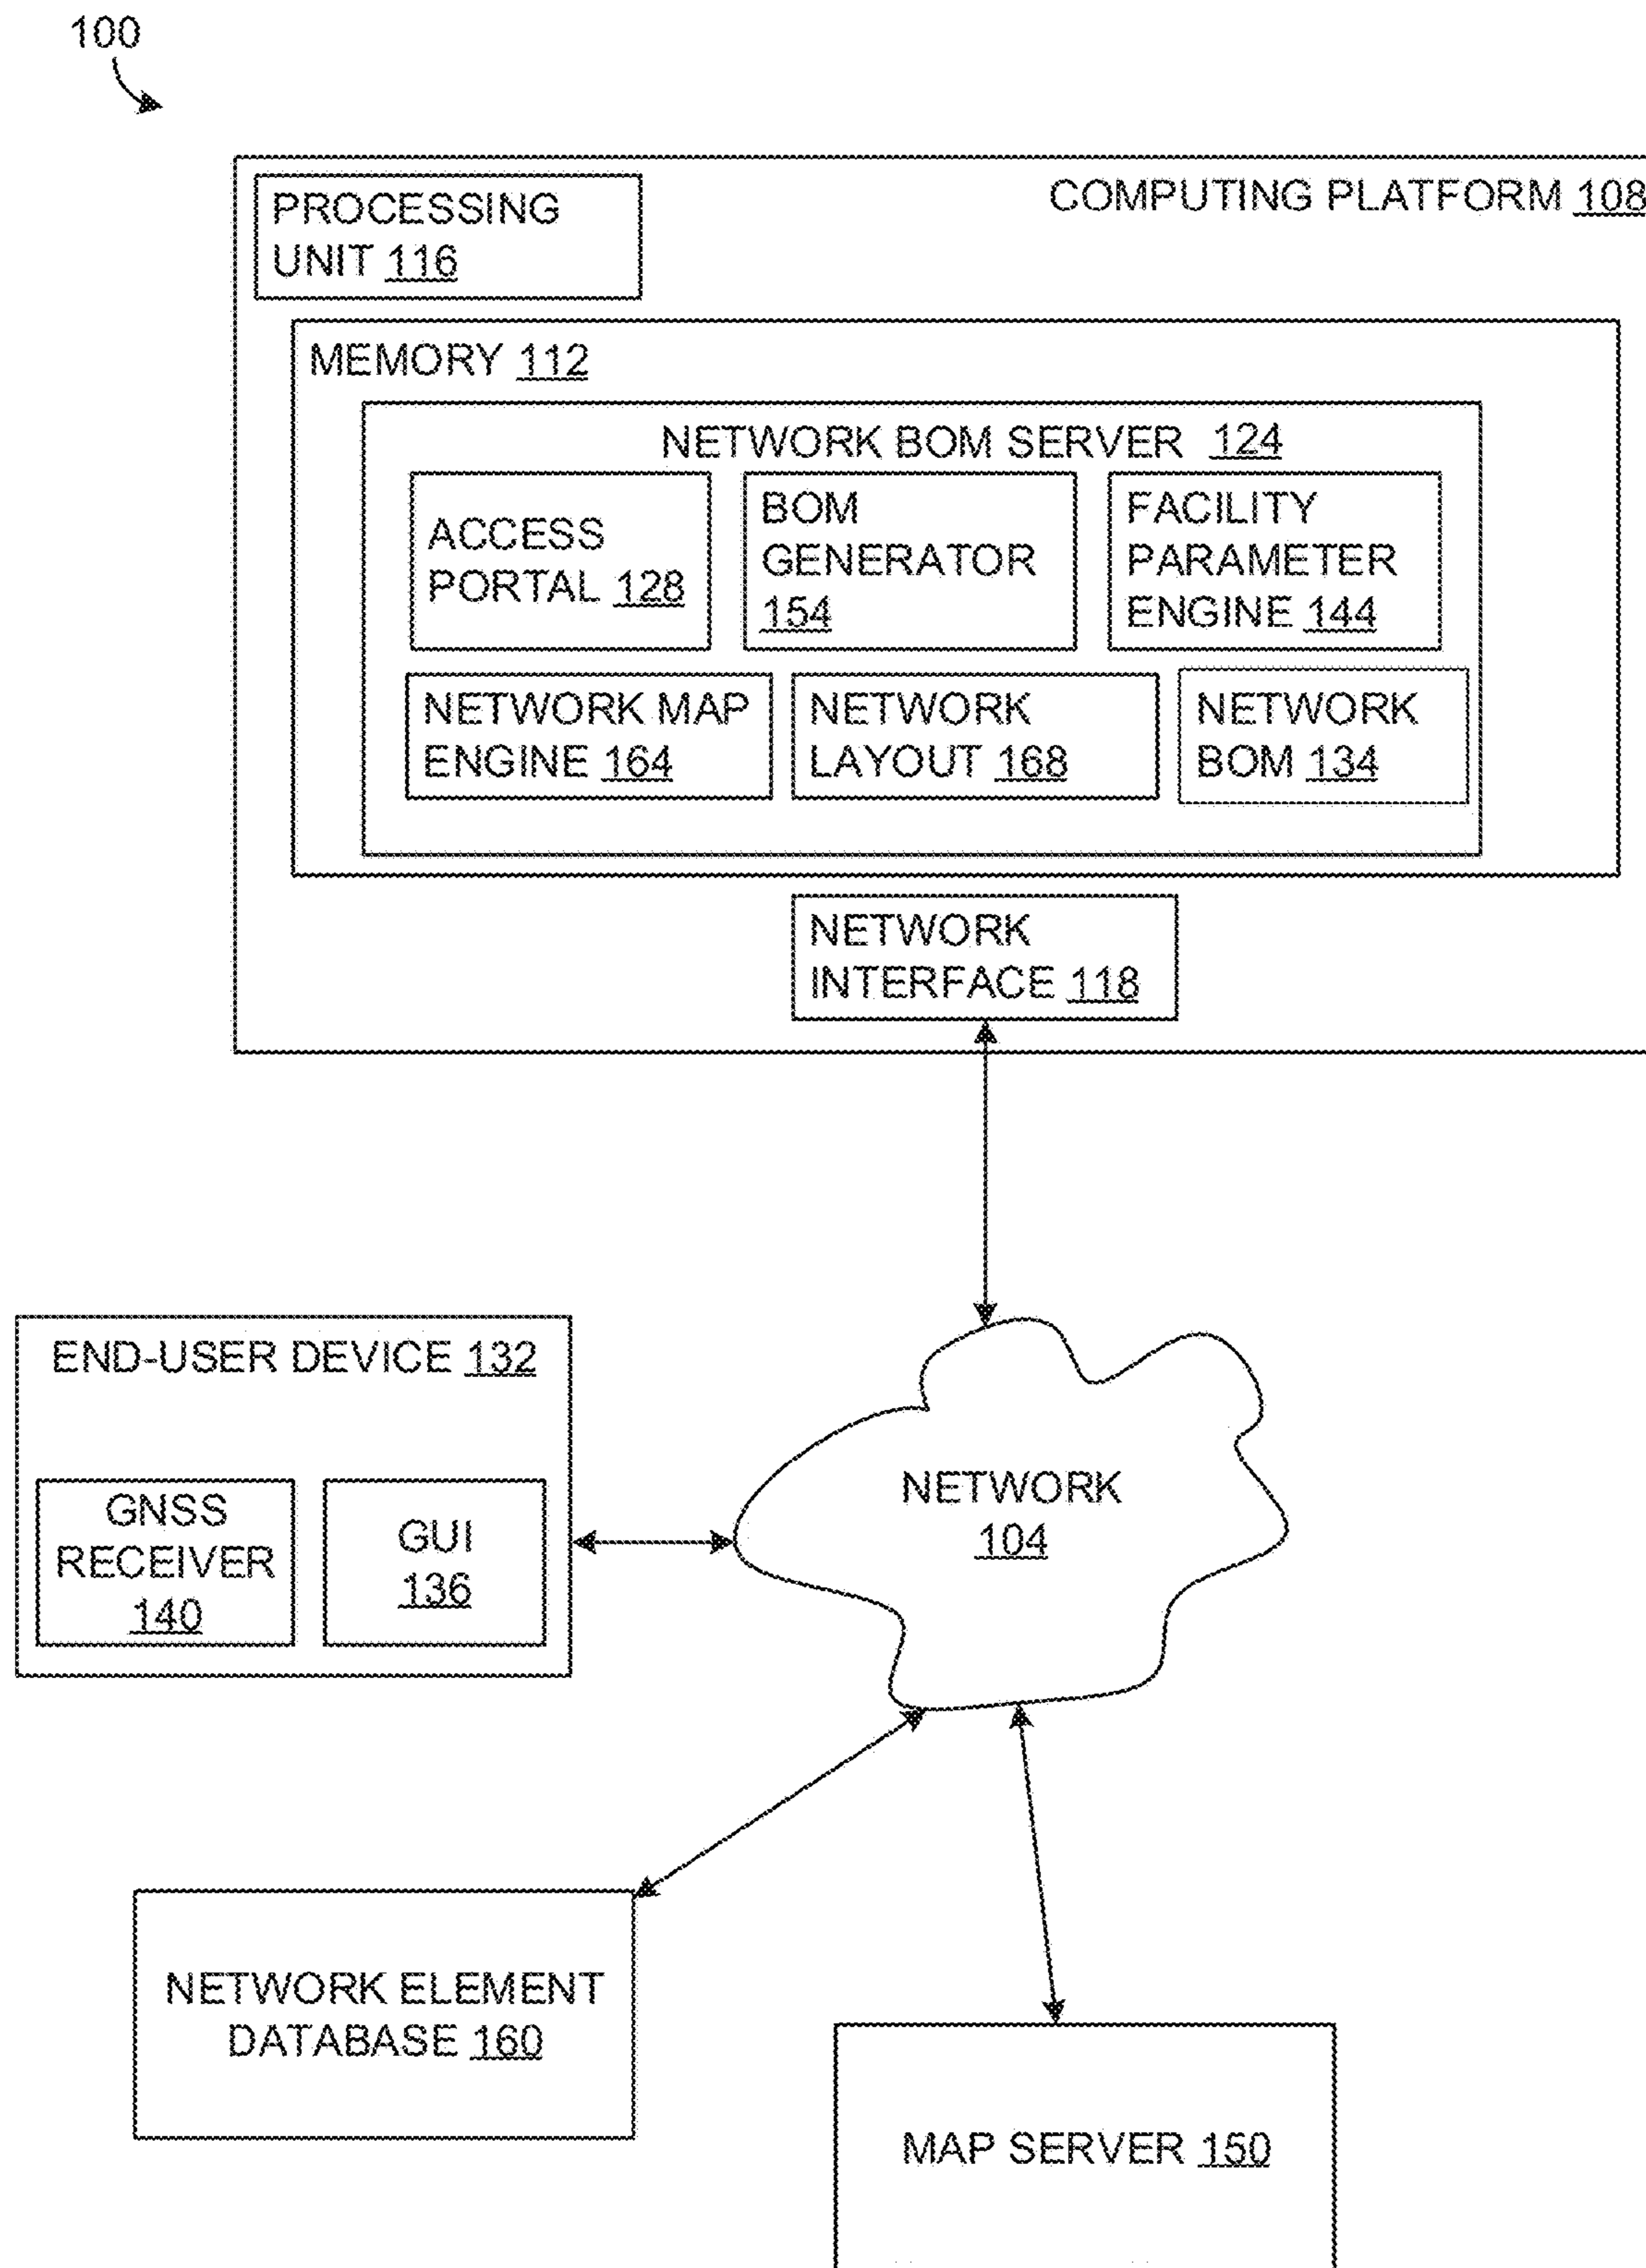 100
COMPUTING PLATFORM 108
PROCESSING
UNIT 116
MEMORY 112
NETWORK BOM SERVER 124
ACCESS
PORTAL 128
BOM
GENERATOR
154
FACILITY
PARAMETER
ENGINE 144
NETWORK MAP
ENGINE 164
NETWORK
LAYOUT 168
NETWORK
BOM 134
NETWORK
INTERFACE 118
END-USER DEVICE 132
GNSS
RECEIVER
140
GUI
136
NETWORK
104
NETWORK ELEMENT
DATABASE 160
MAP SERVER 150